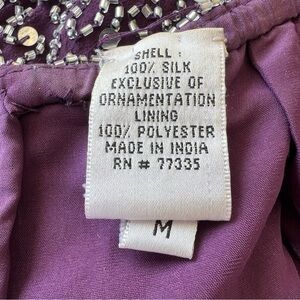 SHELL :
100% SILK
EXCLUSIVE OF
ORNAMENTATION
LINING
100% POLYESTER
MADE IN INDIA
RN # 77335
M